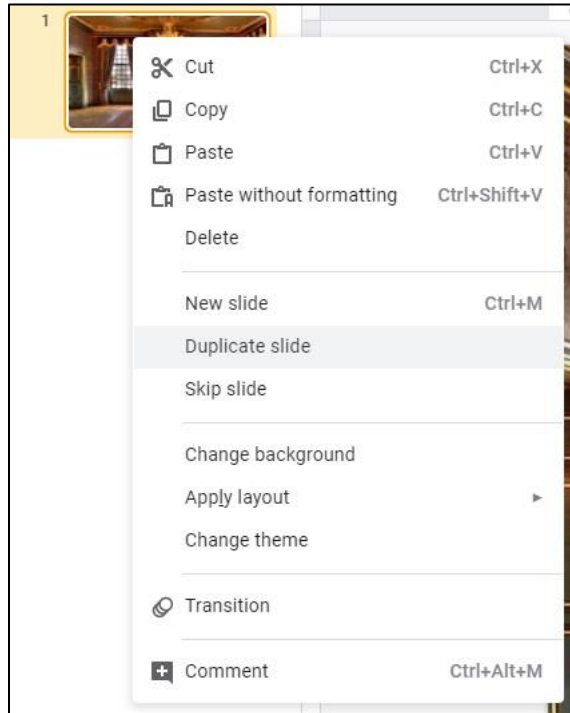 1
Cut Ctrl+X
Copy Ctrl+C
Paste Ctrl+V
Paste without formatting Ctrl+Shift+V
Delete
New slide Ctrl+M
Duplicate slide
Skip slide
Change background
Apply layout
Change theme
Transition
Comment Ctrl+Alt+M